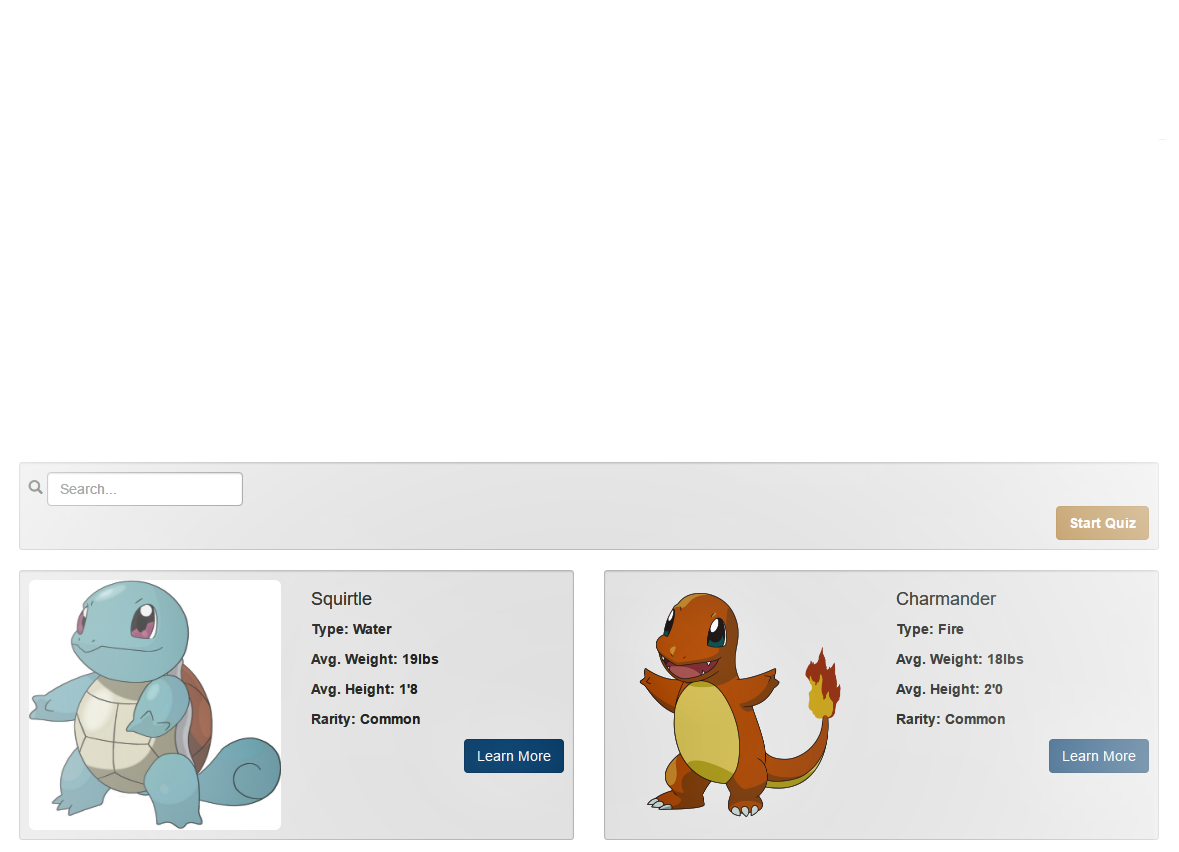 Search...
Start Quiz
Squirtle
Type: Water
Avg. Weight: 19lbs
Avg. Height: 1'8
Rarity: Common
Learn More
Charmander
Type: Fire
Avg. Weight: 18lbs
Avg. Height: 2'0
Rarity: Common
Learn More